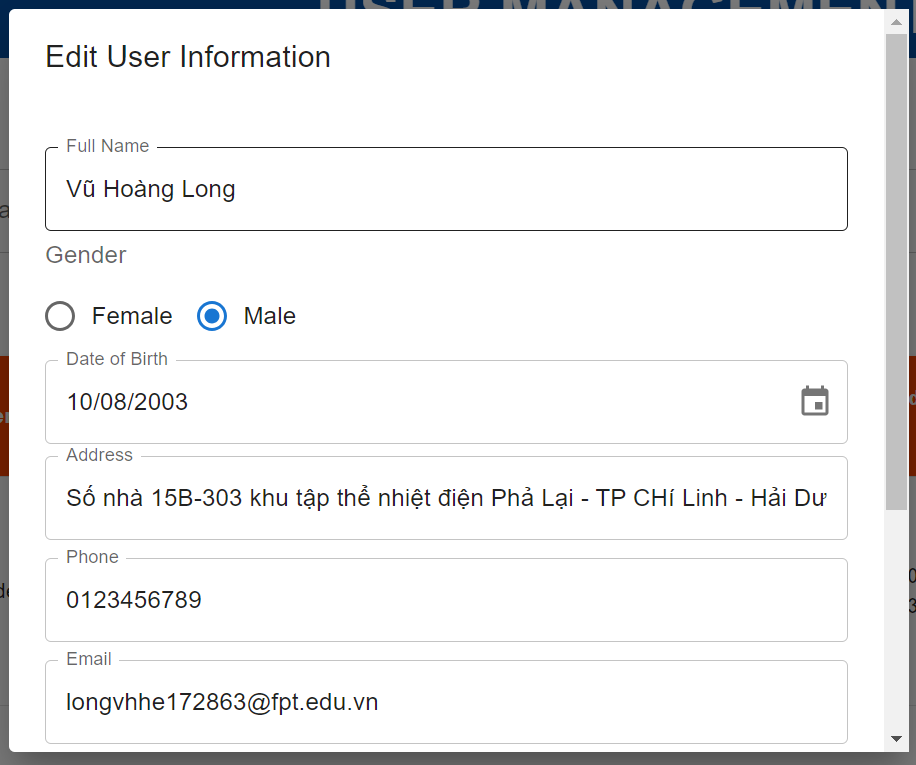 USER MANAGEMEN
Edit User Information
Full Name
Vũ Hoàng Long
Gender
Female Male
Date of Birth
10/08/2003
Address
Số nhà 15B-303 khu tập thể nhiệt điện Phả Lại - TP CHí Linh - Hải Dư
Phone
0123456789
Email
longvhhe172863@fpt.edu.vn